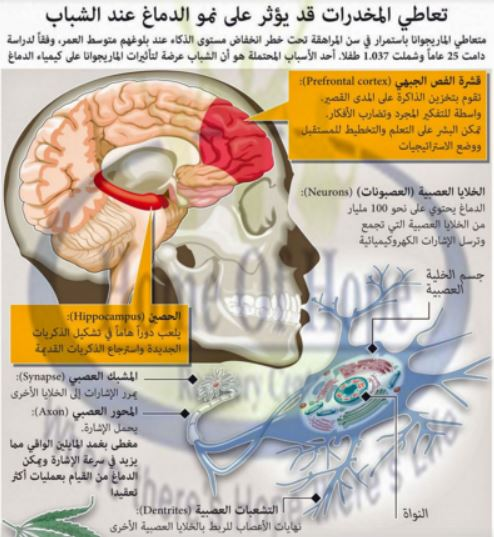 تعاطي المخدرات قد يؤثر على نمو الدماغ عند الشباب
متعاطي الماريجوانا باستمرار في سن المراهقة تحت خطر انخفاض مستوى الذكاء عند بلوغهم متوسط العمر، وفقاً لدراسة
دامت 25 عاماً وشملت 1.037 طفلا. أحد الأسباب المحتملة هو أن الشباب عرضة لتأثيرات الماريجوانا على كيمياء الدماغ
قشرة الفص الجبهي (Prefrontal cortex):
تقوم بتخزين الذاكرة على المدى القصير.
واسطة للتفكير المجرد وتضارب الأفكار.
تمكن البشر على التعلم والتخطيط للمستقبل
ووضع الاستراتيجيات
الخلايا العصبية (العصبونات) (Neurons):
الدماغ يحتوي على نحو 100 مليار
من الخلايا العصبية التي تجمع
وترسل الإشارات الكهروكيميائية
جسم الخلية
العصبية
الحصين (Hippocampus):
يلعب دوراً هاماً في تشكيل الذكريات
الجديدة واسترجاع الذكريات القديمة
المشبك العصبي (Synapse):
يمرر الإشارات إلى الخلايا الأخرى
المحور العصبي (Axon):
يحمل الإشارة.
مغطى بغمد المايلين الواقي مما
يزيد في سرعة الإشارة ويمكن
الدماغ من القيام بعمليات أكثر
تعقيدا
النواة
التشعبات العصبية (Dentrites):
نهايات الأعصاب للربط بالخلايا العصبية الأخرى
Home Of Hope